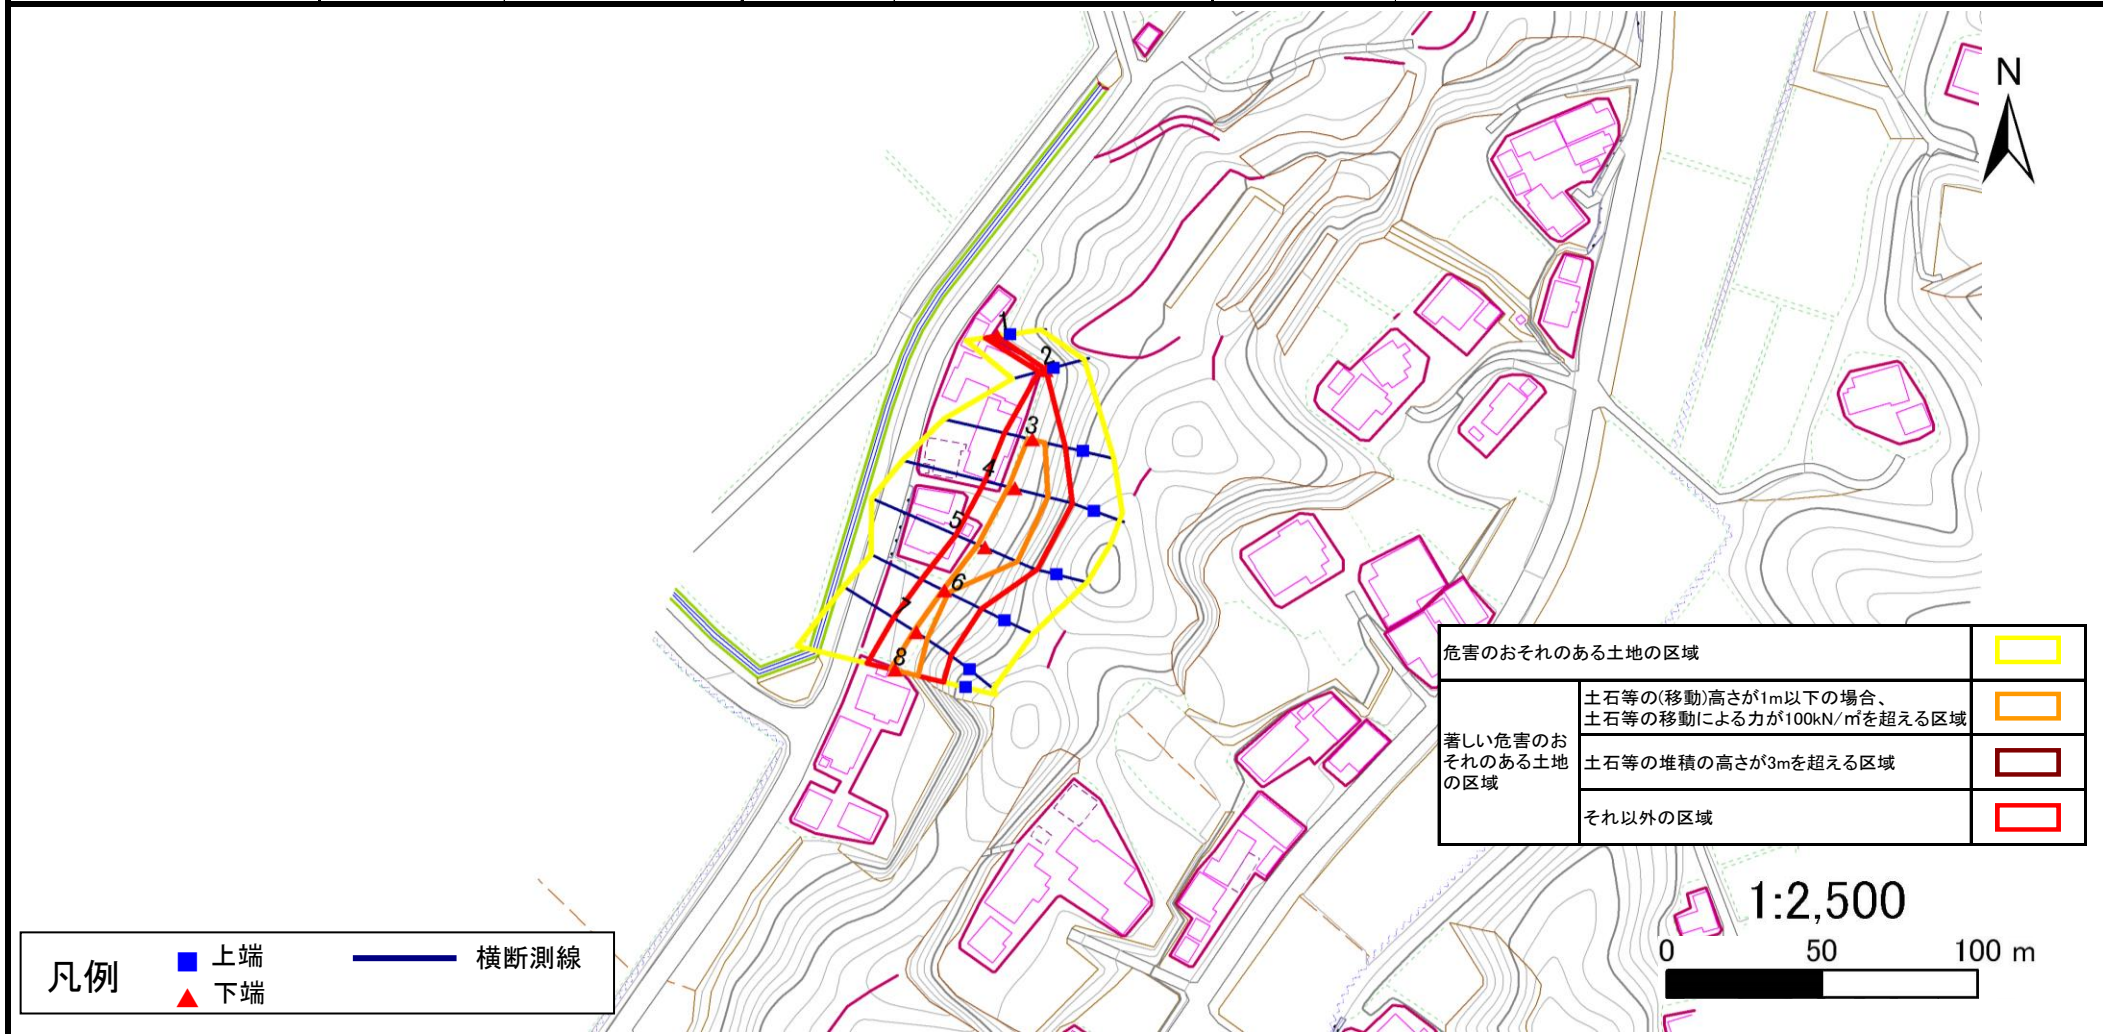 N
1
2
3
4
5
6
7
8
危害のおそれのある土地の区域
著しい危害のお
それのある土地
の区域
土石等の(移動)高さが1m以下の場合、
土石等の移動による力が100kN/㎡を超える区域
土石等の堆積の高さが3mを超える区域
それ以外の区域
1:2,500
0 50 100 m
凡例
上端
下端
横断測線